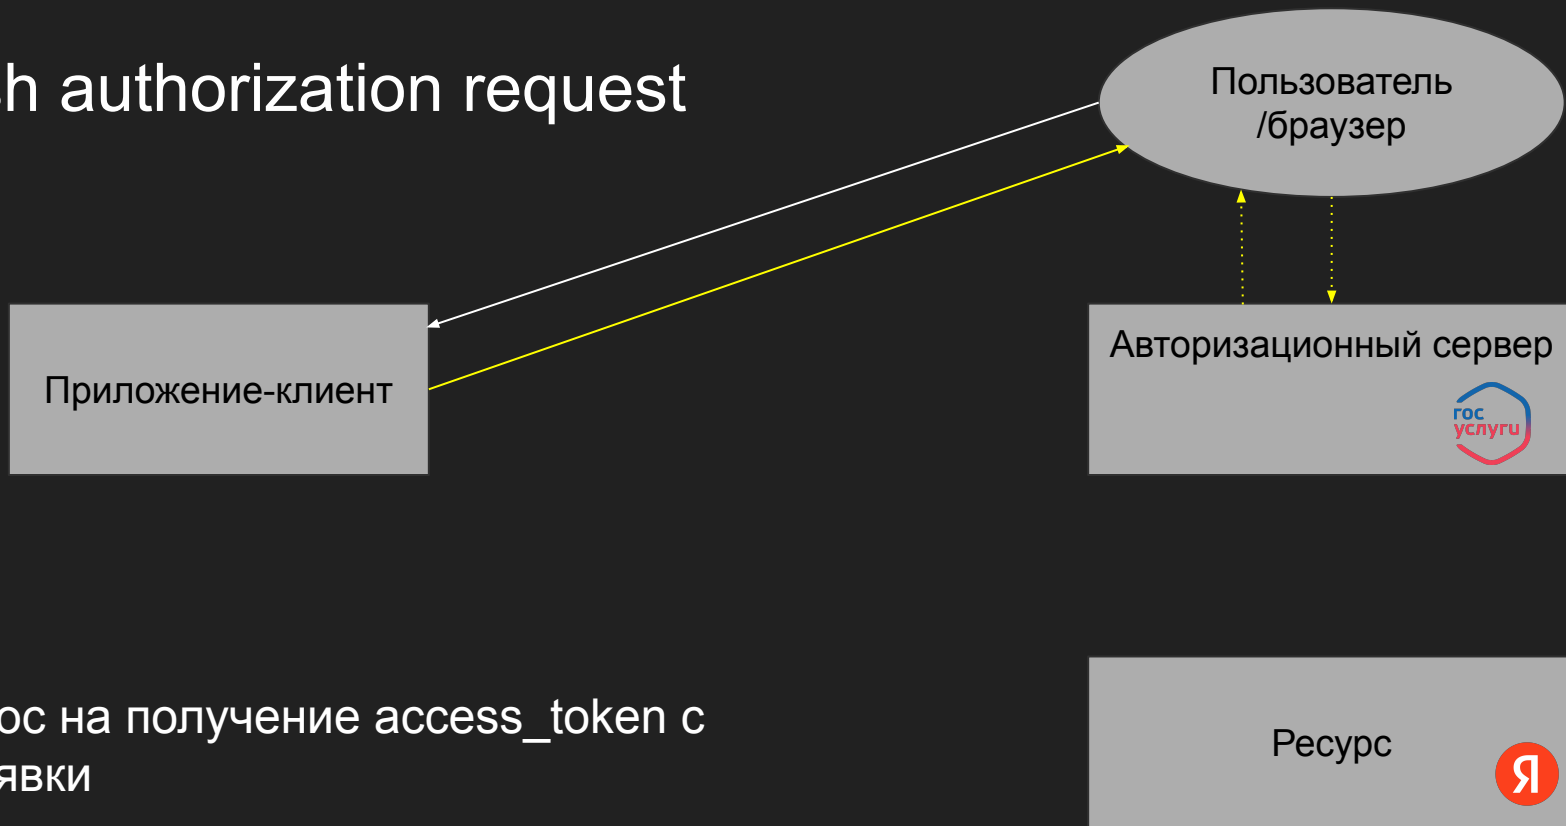 h authorization request
Пользователь
/браузер
Приложение-клиент
Авторизационный сервер
гос
услуги
ос на получение access_token с
явки
Ресурс
Я